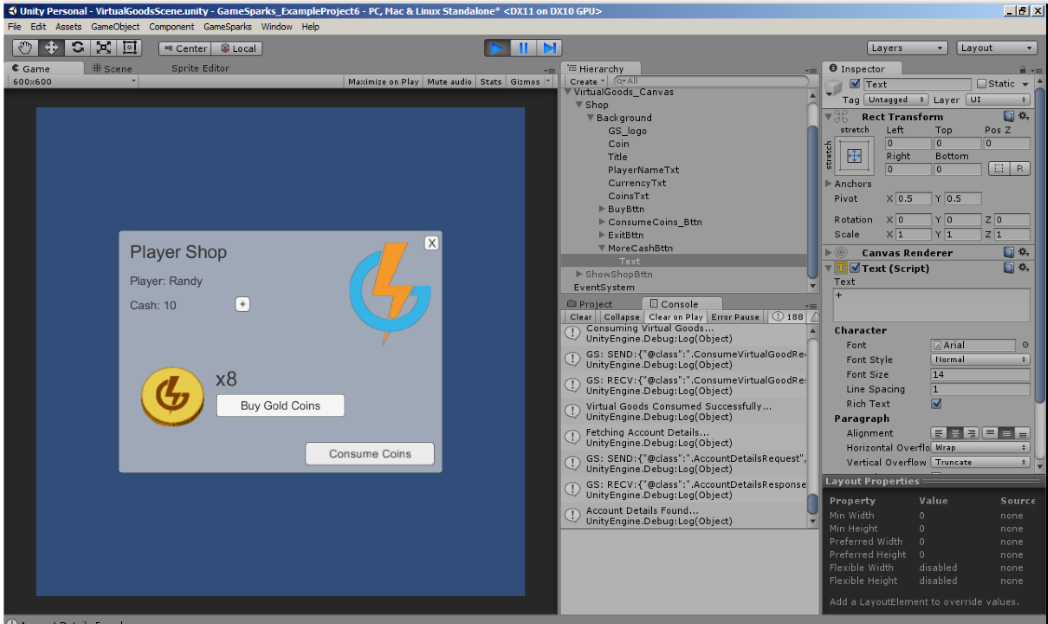 Unity Personal - VirtualGoodsScene.unity - GameSparks_ExampleProject6 - PC, Mac & Linux Standalone* <DX11 on DX10 GPU>
File Edit Assets GameObject Component GameSparks Window Help
Center Local Layers Layout
Game Scene Sprite Editor
600x600 Maximize on Play Mute audio Stats Gizmos
Player Shop
X
Player: Randy
Cash: 10 +
x8
Buy Gold Coins
Consume Coins
Hierarchy
Create All
VirtualGoods_Canvas
Shop
Background
GS_logo
Coin
Title
PlayerNameTxt
CurrencyTxt
CoinsTxt
BuyBttn
ConsumeCoins_Bttn
ExitBttn
MoreCashBttn
Text
ShowShopBttn
EventSystem
Project Console
Clear Collapse Clear on Play Error Pause 188
Consuming Virtual Goods...
UnityEngine.Debug:Log(Object)
GS: SEND:{"@class":".ConsumeVirtualGoodRe
UnityEngine.Debug:Log(Object)
GS: RECV:{"@class":".ConsumeVirtualGoodRe
UnityEngine.Debug:Log(Object)
Virtual Goods Consumed Successfully...
UnityEngine.Debug:Log(Object)
Fetching Account Details...
UnityEngine.Debug:Log(Object)
GS: SEND:{"@class":".AccountDetailsRequest",
UnityEngine.Debug:Log(Object)
GS: RECV:{"@class":".AccountDetailsResponse
UnityEngine.Debug:Log(Object)
Account Details Found...
UnityEngine.Debug:Log(Object)
Inspector
Text Static
Tag Untagged Layer UI
Rect Transform
stretch Left Top Pos Z
stretch 0 0 0
Right Bottom
0 0 R
Anchors
Pivot X 0.5 Y 0.5
Rotation X 0 Y 0 Z 0
Scale X 1 Y 1 Z 1
Canvas Renderer
Text (Script)
Text
+
Character
Font Arial
Font Style Normal
Font Size 14
Line Spacing 1
Rich Text
Paragraph
Alignment
Horizontal Overflo Wrap
Vertical Overflow Truncate
Layout Properties
Property Value Source
Min Width 0 none
Min Height 0 none
Preferred Width 0 none
Preferred Height 0 none
Flexible Width disabled none
Flexible Height disabled none
Add a LayoutElement to override values.